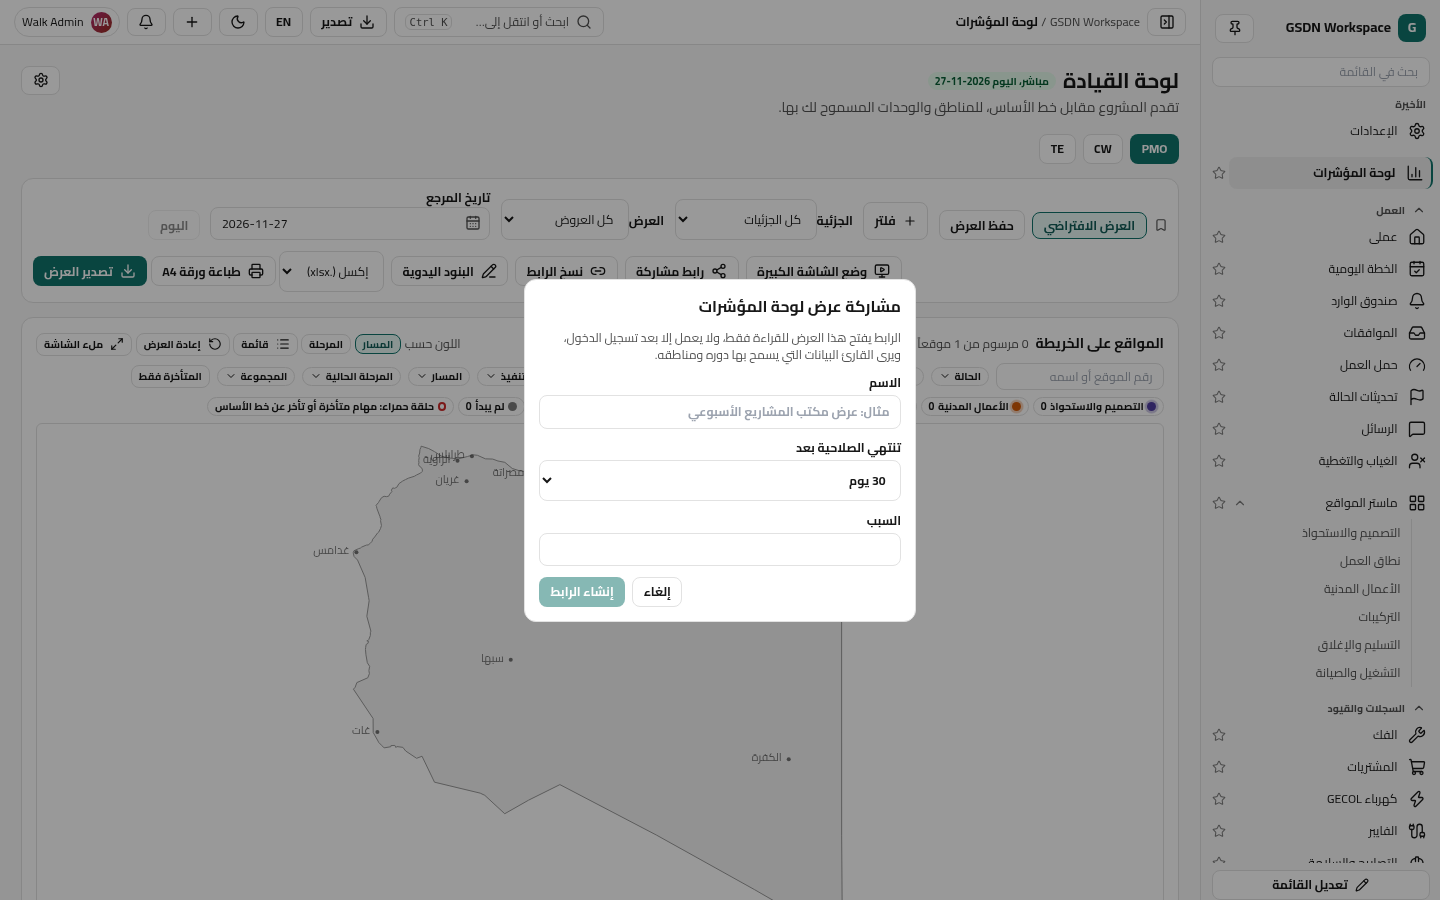 GSDN Workspace
G
بحث في القائمة
الأخيرة
الإعدادات
لوحة المؤشرات
العمل
عملي
الخطة اليومية
صندوق الوارد
الموافقات
حمل العمل
تحديثات الحالة
الرسائل
الغياب والتغطية
ماستر المواقع
التصميم والاستحواذ
نطاق العمل
الأعمال المدنية
التركيبات
التسليم والإغلاق
التشغيل والصيانة
السجلات والقيود
الفك
المشتريات
كهرباء GECOL
الفايبر
تعديل القائمة
GSDN Workspace / لوحة المؤشرات
ابحث أو انتقل إلى... Ctrl K
تصدير
EN
WA Walk Admin
لوحة القيادة مباشر، اليوم 2026-11-27
تقدم المشروع مقابل خط الأساس، للمناطق والوحدات المسموح لك بها.
PMO CW TE
العرض الافتراضي حفظ العرض فلتر الجزئية كل الجزئيات العرض كل العروض
تاريخ المرجع
2026-11-27 اليوم
وضع الشاشة الكبيرة رابط مشاركة نسخ الرابط البنود اليدوية إكسل (.xlsx) طباعة ورقة A4 تصدير العرض
المواقع على الخريطة 0 مرسوم من 1 موقعاً
اللون حسب المسار المرحلة قائمة إعادة العرض ملء الشاشة
رقم الموقع أو اسمه الحالة المسار المرحلة الحالية المجموعة المتأخرة فقط
التصميم والاستحواذ 0 الأعمال المدنية 0 لم يبدأ 0 حلقة حمراء: مهام متأخرة أو تأخر عن خط الأساس
مشاركة عرض لوحة المؤشرات
الرابط يفتح هذا العرض للقراءة فقط، ولا يعمل إلا بعد تسجيل الدخول،
ويرى القارئ البيانات التي يسمح بها دوره ومناطقه.
الاسم
مثال: عرض مكتب المشاريع الأسبوعي
تنتهي الصلاحية بعد
30 يوم
السبب
إلغاء إنشاء الرابط
طرابلس
الزاوية
مصراتة
غريان
غدامس
سبها
غات
الكفرة